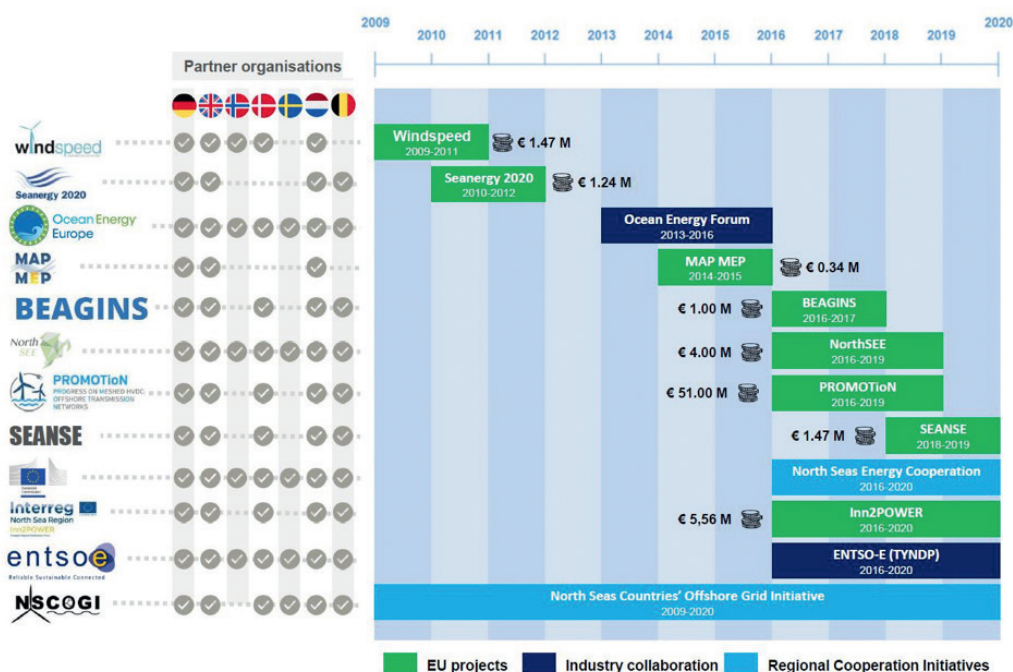 2009
2020
2010
2011
2012
2013
2014
2015
2016
2017
2018
2019
Partner organisations
windspeed
Windspeed
2009-2011
€ 1.47 M
Seanergy 2020
Seanergy 2020
2010-2012
€ 1.24 M
Ocean Energy
Europe
Ocean Energy Forum
2013-2016
MAP
MEP
MAP MEP
2014-2015
€ 0.34 M
BEAGINS
€ 1.00 M
BEAGINS
2016-2017
North
SEE
€ 4.00 M
NorthSEE
2016-2019
PROMOTioN
PROGRESS ON MESHED HVDC
OFFSHORE TRANSMISSION
NETWORKS
€ 51.00 M
PROMOTioN
2016-2019
SEANSE
€ 1.47 M
SEANSE
2018-2019
North Seas Energy Cooperation
2016-2020
Interreg
North Sea Region
Inn2POWER
€ 5,56 M
Inn2POWER
2016-2020
entsoe
Reliable Sustainable Connected
ENTSO-E (TYNDP)
2016-2020
NSCOGI
North Seas Countries' Offshore Grid Initiative
2009-2020
EU projects
Industry collaboration
Regional Cooperation Initiatives